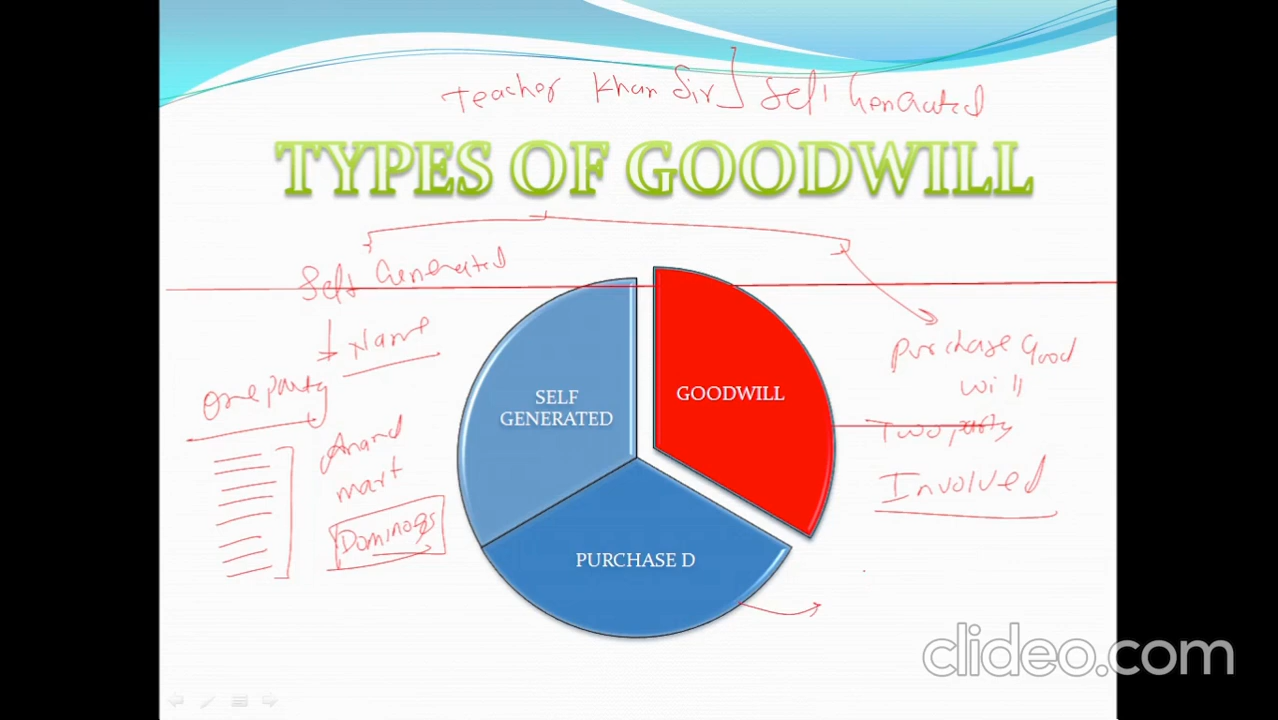 Teacher Khan Sir] Self Generated
TYPES OF GOODWILL
Self Generated
Name
One party
Anand
mart
Dominoes
SELF
GENERATED
GOODWILL
PURCHASE D
Purchase Good
will
Two party
Involved
clideo.com